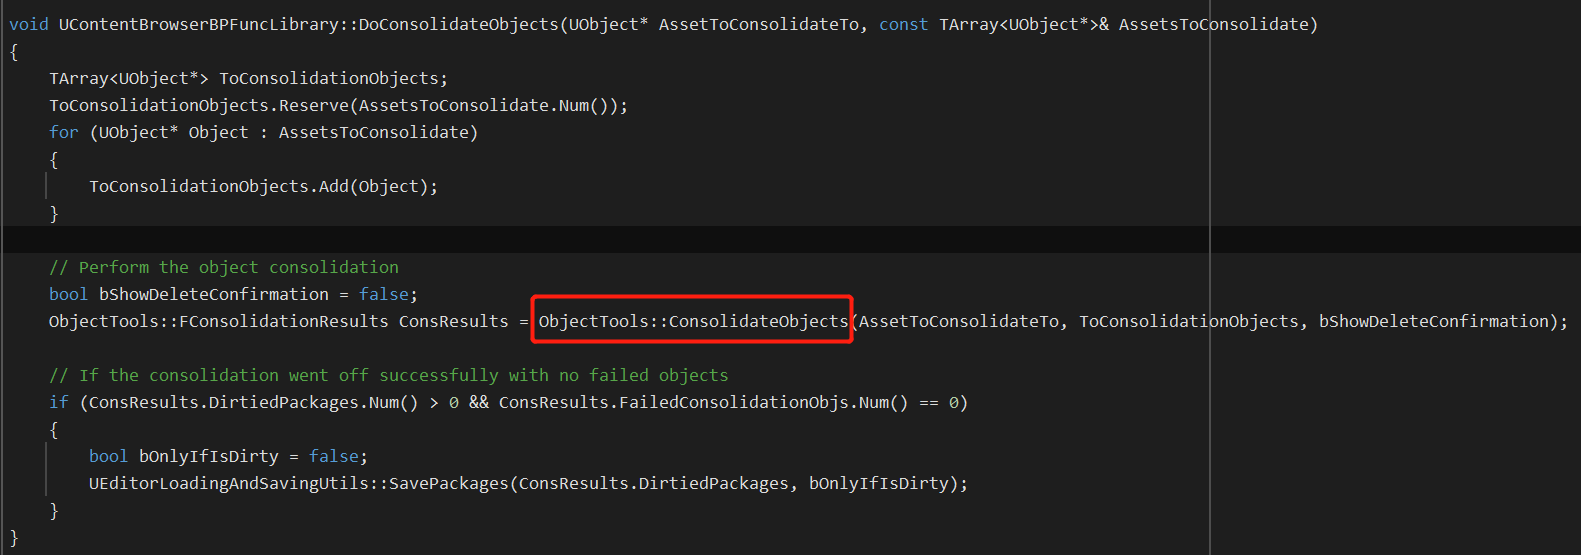 void UContentBrowserBPFuncLibrary::DoConsolidateObjects(UObject* AssetToConsolidateTo, const TArray<UObject*>& AssetsToConsolidate)
{
    TArray<UObject*> ToConsolidationObjects;
    ToConsolidationObjects.Reserve(AssetsToConsolidate.Num());
    for (UObject* Object : AssetsToConsolidate)
    {
        ToConsolidationObjects.Add(Object);
    }
    // Perform the object consolidation
    bool bShowDeleteConfirmation = false;
    ObjectTools::FConsolidationResults ConsResults = ObjectTools::ConsolidateObjects(AssetToConsolidateTo, ToConsolidationObjects, bShowDeleteConfirmation);
    // If the consolidation went off successfully with no failed objects
    if (ConsResults.DirtiedPackages.Num() > 0 && ConsResults.FailedConsolidationObjs.Num() == 0)
    {
        bool bOnlyIfIsDirty = false;
        UEditorLoadingAndSavingUtils::SavePackages(ConsResults.DirtiedPackages, bOnlyIfIsDirty);
    }
}